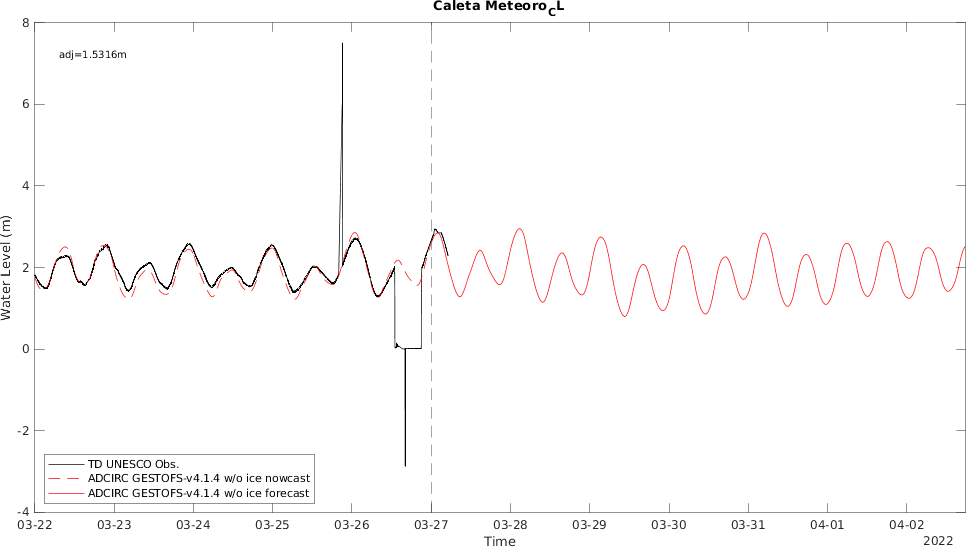 Caleta Meteoro_CL
8
adj=1.5316m
6
4
2
0
-2
-4
Water Level (m)
TD UNESCO Obs.
ADCIRC GESTOFS-v4.1.4 w/o ice nowcast
ADCIRC GESTOFS-v4.1.4 w/o ice forecast
03-22 03-23 03-24 03-25 03-26 03-27 03-28 03-29 03-30 03-31 04-01 04-02
Time
2022